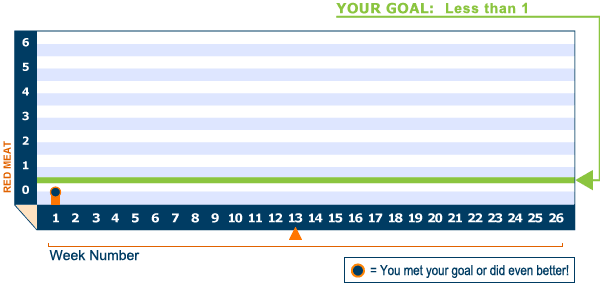 YOUR GOAL: Less than 1
6
5
4
3
2
1
0
RED MEAT
1 2 3 4 5 6 7 8 9 10 11 12 13 14 15 16 17 18 19 20 21 22 23 24 25 26
Week Number
= You met your goal or did even better!